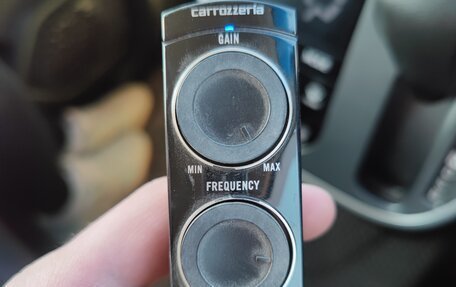 carrozzeria
GAIN
MIN MAX
FREQUENCY